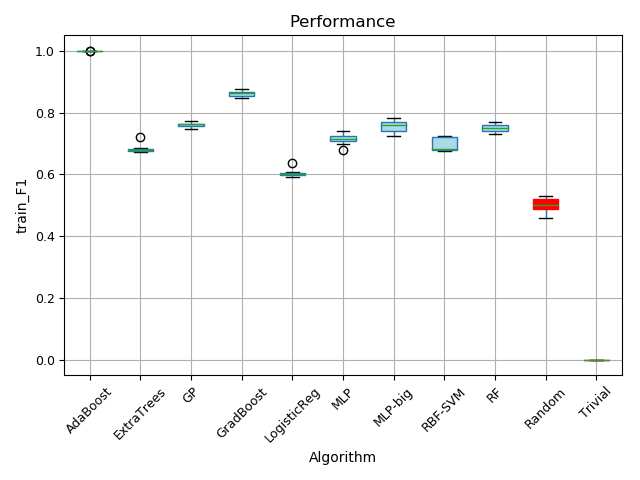 Performance
train_F1
1.0
0.8
0.6
0.4
0.2
0.0
AdaBoost
ExtraTrees
GP
GradBoost
LogisticReg
MLP
MLP-big
RBF-SVM
RF
Random
Trivial
Algorithm